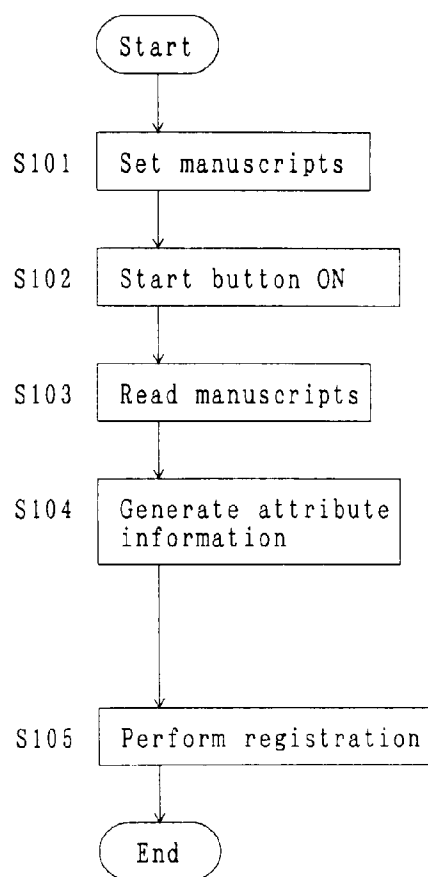 Start
S101 Set manuscripts
S102 Start button ON
S103 Read manuscripts
S104 Generate attribute
information
S105 Perform registration
End